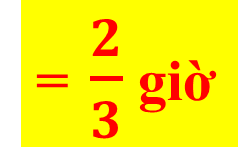 = 2/3 giờ